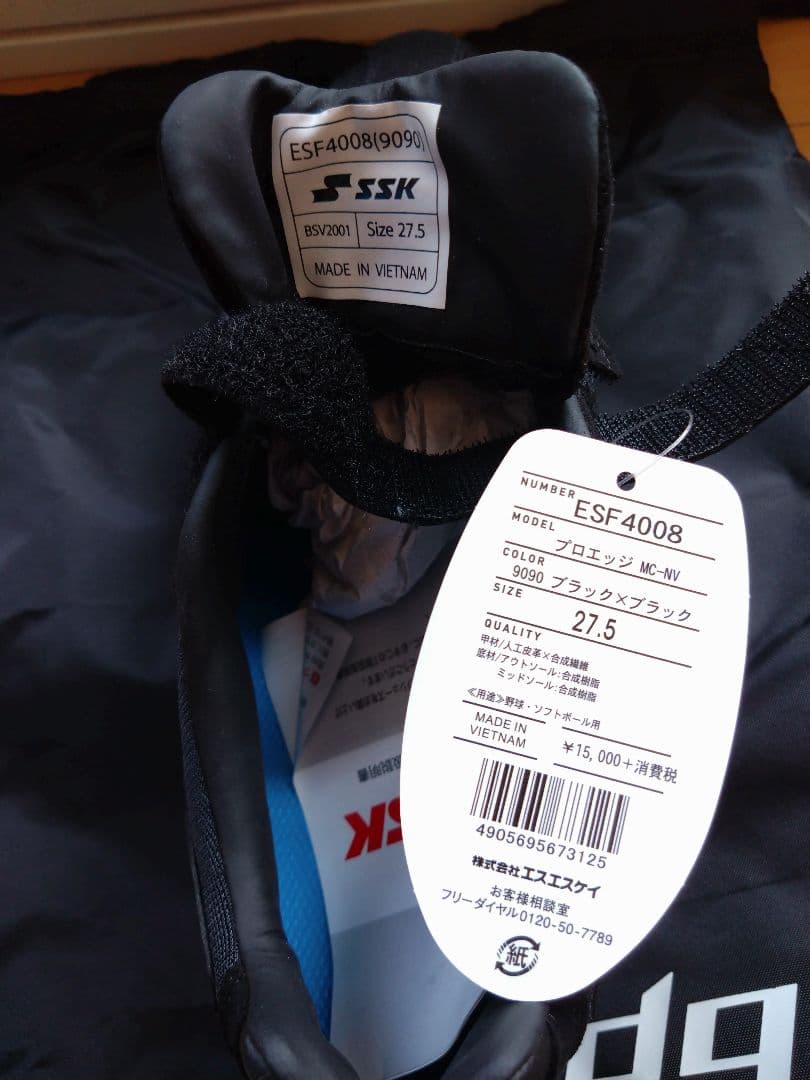 ESF4008(9090)
SSK
BSV2001 Size 27.5
MADE IN VIETNAM
NUMBER ESF4008
MODEL プロエッジ MC-NV
COLOR 9090 ブラック×ブラック
SIZE 27.5
QUALITY
甲材/人工皮革×合成繊維
底材/アウトソール:合成樹脂
ミッドソール:合成樹脂
≪用途≫野球・ソフトボール用
MADE IN
VIETNAM
¥15,000+消費税
4905695673125
株式会社エスエスケイ
お客様相談室
フリーダイヤル0120-50-7789
紙
SSK